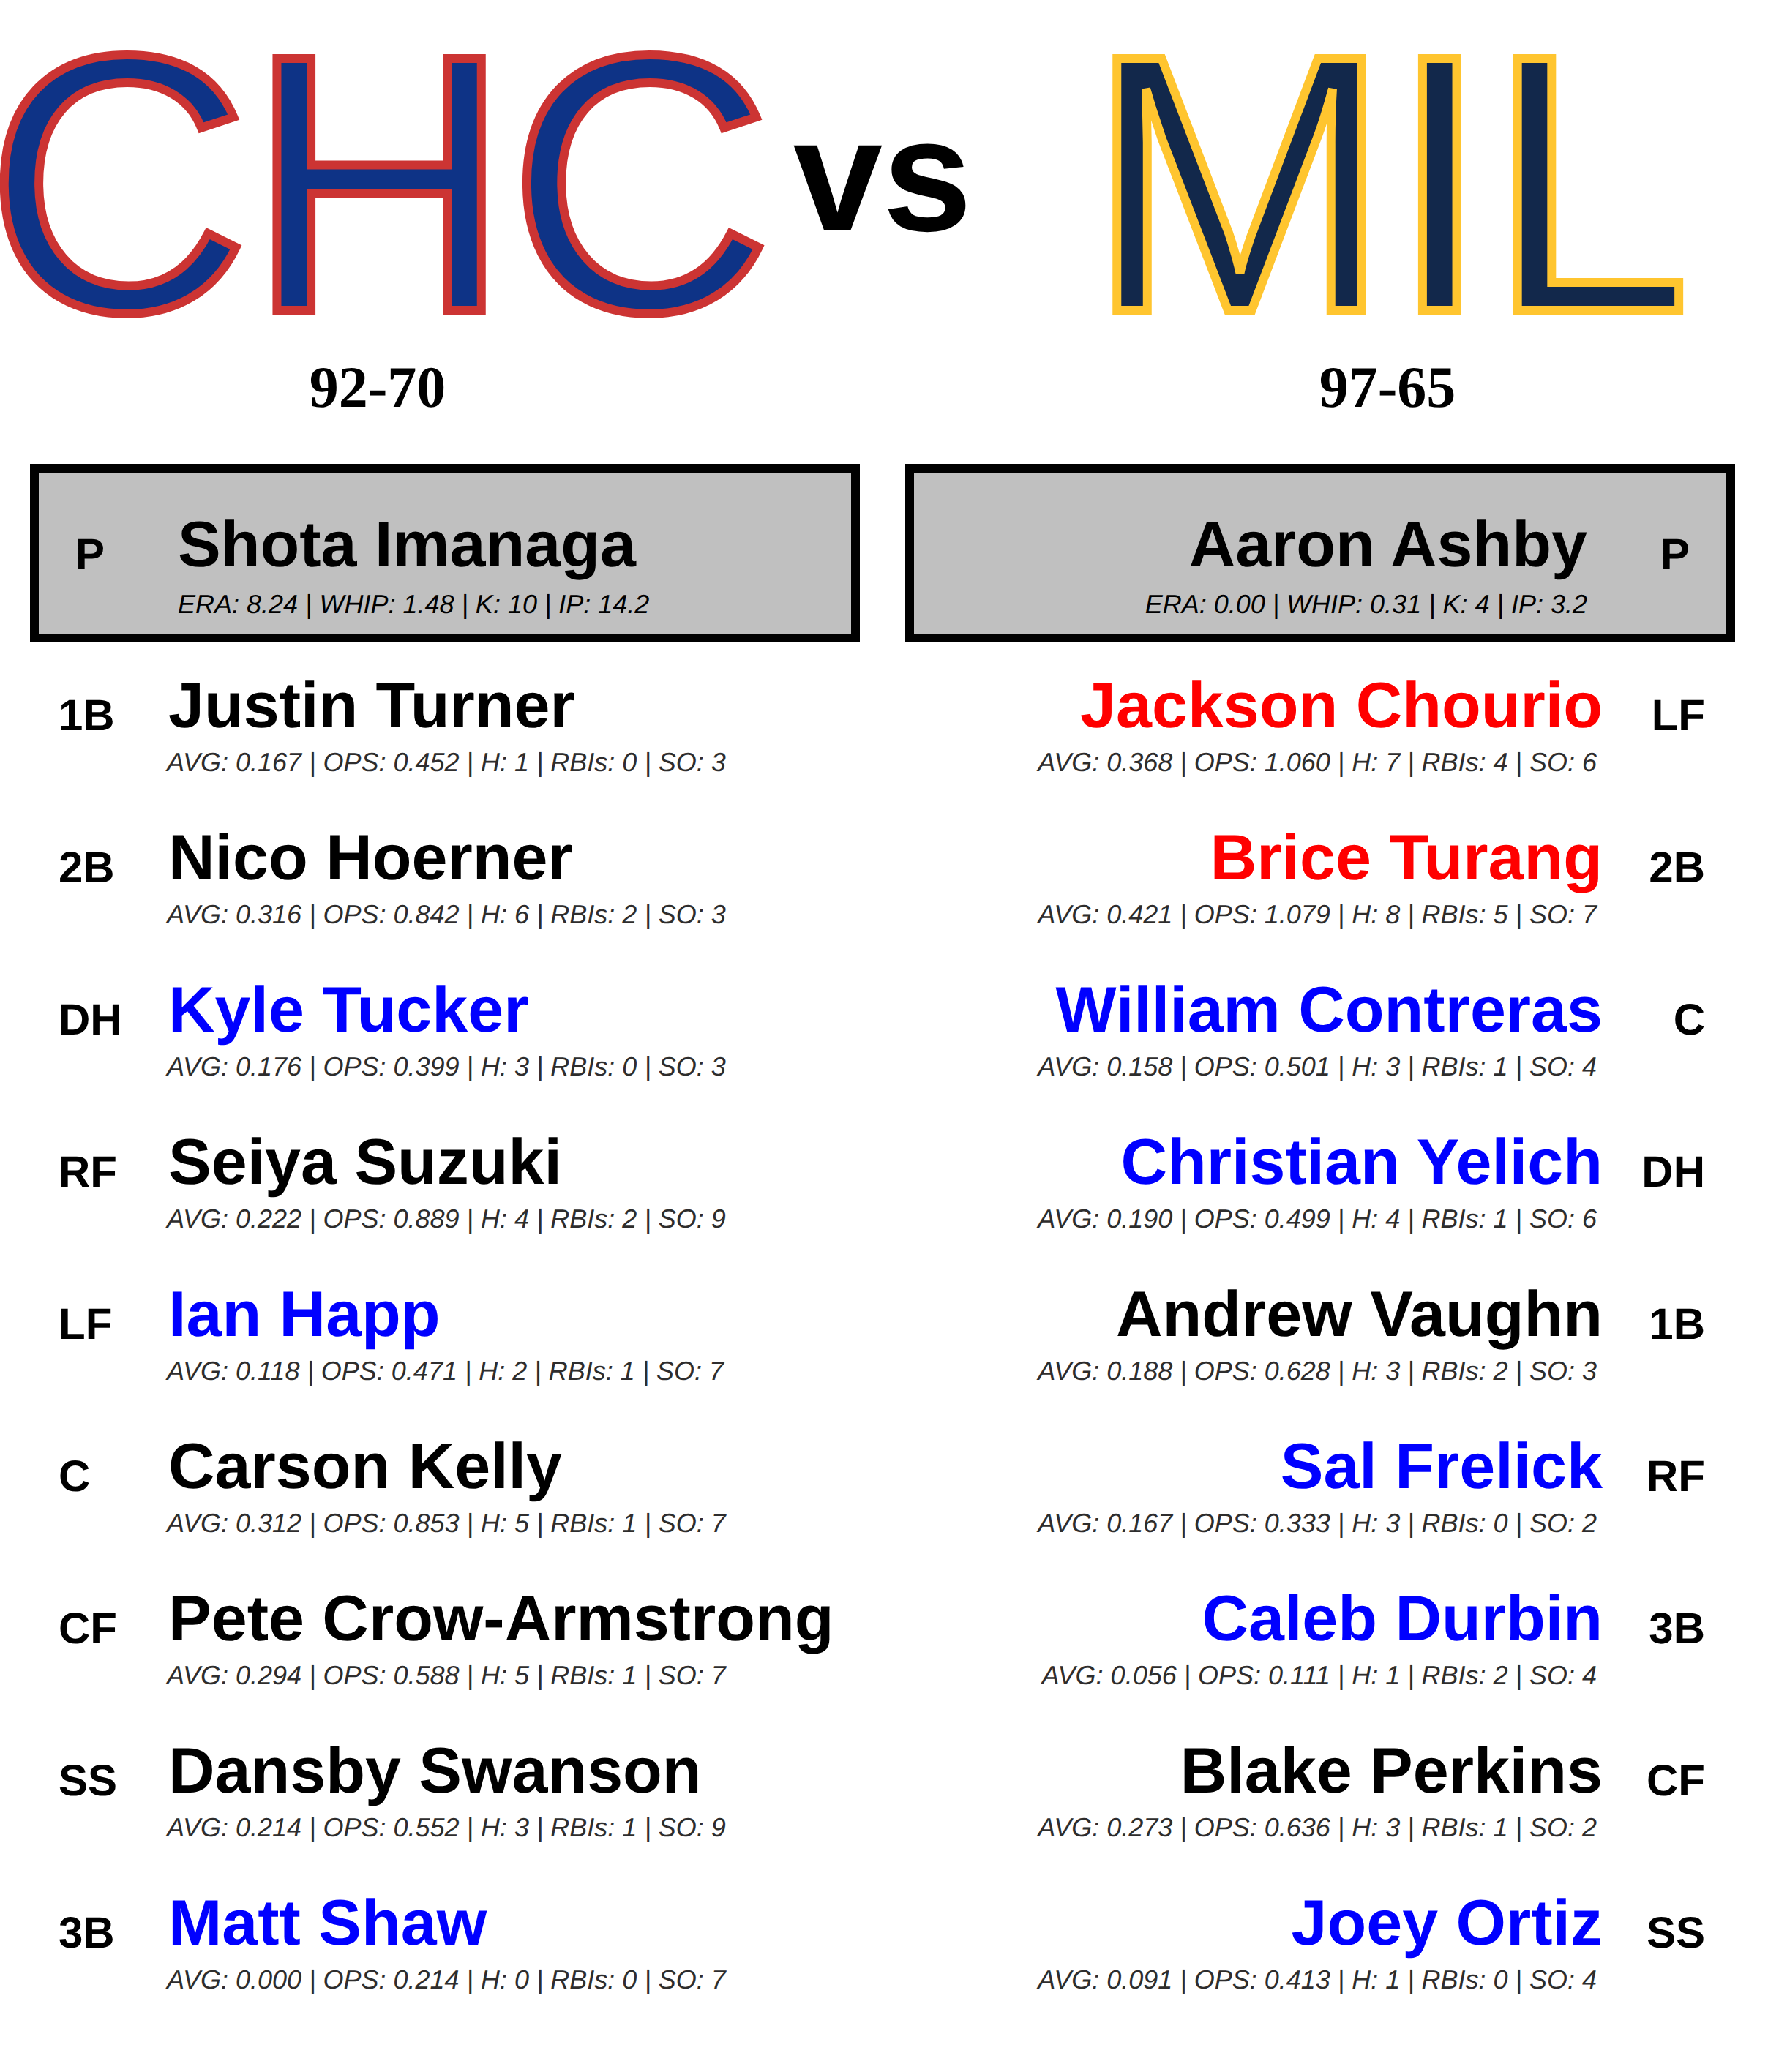 CHC vs MIL
92-70 97-65
P Shota Imanaga
ERA: 8.24 | WHIP: 1.48 | K: 10 | IP: 14.2
Aaron Ashby P
ERA: 0.00 | WHIP: 0.31 | K: 4 | IP: 3.2
1B Justin Turner
AVG: 0.167 | OPS: 0.452 | H: 1 | RBIs: 0 | SO: 3
2B Nico Hoerner
AVG: 0.316 | OPS: 0.842 | H: 6 | RBIs: 2 | SO: 3
DH Kyle Tucker
AVG: 0.176 | OPS: 0.399 | H: 3 | RBIs: 0 | SO: 3
RF Seiya Suzuki
AVG: 0.222 | OPS: 0.889 | H: 4 | RBIs: 2 | SO: 9
LF Ian Happ
AVG: 0.118 | OPS: 0.471 | H: 2 | RBIs: 1 | SO: 7
C Carson Kelly
AVG: 0.312 | OPS: 0.853 | H: 5 | RBIs: 1 | SO: 7
CF Pete Crow-Armstrong
AVG: 0.294 | OPS: 0.588 | H: 5 | RBIs: 1 | SO: 7
SS Dansby Swanson
AVG: 0.214 | OPS: 0.552 | H: 3 | RBIs: 1 | SO: 9
3B Matt Shaw
AVG: 0.000 | OPS: 0.214 | H: 0 | RBIs: 0 | SO: 7
Jackson Chourio LF
AVG: 0.368 | OPS: 1.060 | H: 7 | RBIs: 4 | SO: 6
Brice Turang 2B
AVG: 0.421 | OPS: 1.079 | H: 8 | RBIs: 5 | SO: 7
William Contreras C
AVG: 0.158 | OPS: 0.501 | H: 3 | RBIs: 1 | SO: 4
Christian Yelich DH
AVG: 0.190 | OPS: 0.499 | H: 4 | RBIs: 1 | SO: 6
Andrew Vaughn 1B
AVG: 0.188 | OPS: 0.628 | H: 3 | RBIs: 2 | SO: 3
Sal Frelick RF
AVG: 0.167 | OPS: 0.333 | H: 3 | RBIs: 0 | SO: 2
Caleb Durbin 3B
AVG: 0.056 | OPS: 0.111 | H: 1 | RBIs: 2 | SO: 4
Blake Perkins CF
AVG: 0.273 | OPS: 0.636 | H: 3 | RBIs: 1 | SO: 2
Joey Ortiz SS
AVG: 0.091 | OPS: 0.413 | H: 1 | RBIs: 0 | SO: 4